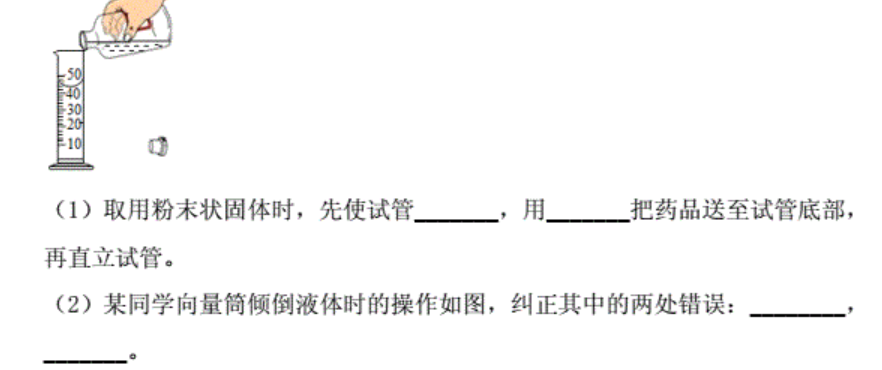 50
40
30
20
10
（1）取用粉末状固体时，先使试管_______，用_______把药品送至试管底部，
再直立试管。
（2）某同学向量筒倾倒液体时的操作如图，纠正其中的两处错误：________，
_______。